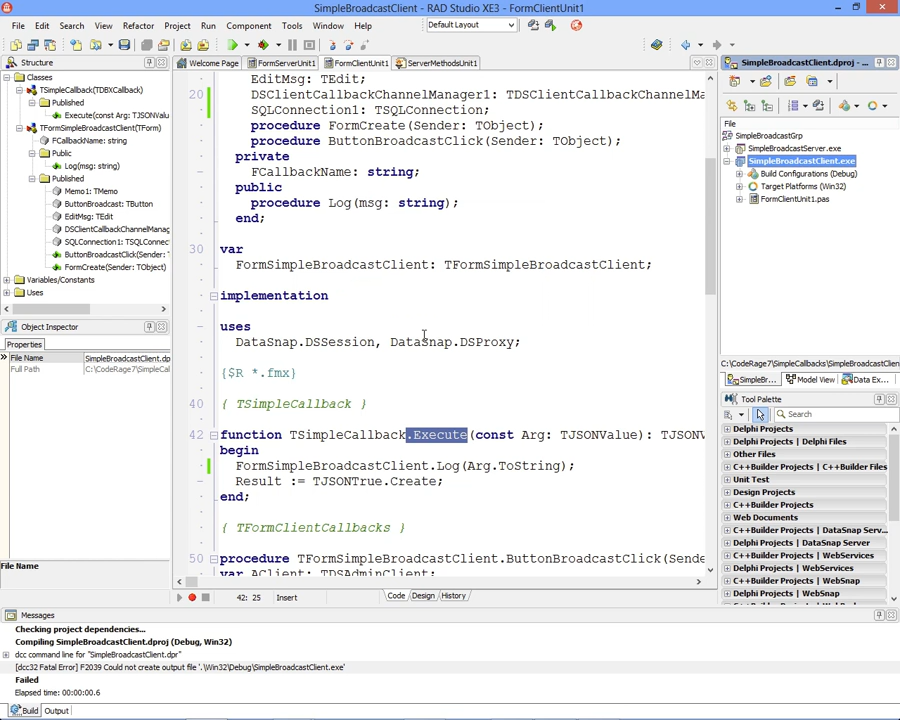 SimpleBroadcastClient - RAD Studio XE3 - FormClientUnit1
File Edit Search View Refactor Project Run Component Tools Window Help
Default Layout
Structure
Classes
TSimpleCallback(TDBXCallback)
Published
Execute(const Arg: TJSONValu
TFormSimpleBroadcastClient(TForm)
FCallbackName: string
Public
Log(msg: string)
Published
Memo1: TMemo
ButtonBroadcast: TButton
EditMsg: TEdit
DSClientCallbackChannelManag
SQLConnection1: TSQLConnec
ButtonBroadcastClick(Sender:
FormCreate(Sender: TObject)
Variables/Constants
Uses
Object Inspector
Properties
File Name SimpleBroadcastClient.dp
Full Path C:\CodeRage7\SimpleCal
File Name
Welcome Page FormServerUnit1 FormClientUnit1 ServerMethodsUnit1
EditMsg: TEdit;
20 DSClientCallbackChannelManager1: TDSClientCallbackChannelMa
SQLConnection1: TSQLConnection;
procedure FormCreate(Sender: TObject);
procedure ButtonBroadcastClick(Sender: TObject);
private
FCallbackName: string;
public
procedure Log(msg: string);
end;
30 var
FormSimpleBroadcastClient: TFormSimpleBroadcastClient;
implementation
uses
DataSnap.DSSession, DataSnap.DSProxy;
{$R *.fmx}
40 { TSimpleCallback }
42 function TSimpleCallback.Execute(const Arg: TJSONValue): TJSONV
begin
FormSimpleBroadcastClient.Log(Arg.ToString);
Result := TJSONTrue.Create;
end;
{ TFormClientCallbacks }
50 procedure TFormSimpleBroadcastClient.ButtonBroadcastClick(Sende
var AClient: TDSAdminClient;
42: 25 Insert Code Design History
SimpleBroadcastClient.dproj - ...
File
SimpleBroadcastGrp
SimpleBroadcastServer.exe
SimpleBroadcastClient.exe
Build Configurations (Debug)
Target Platforms (Win32)
FormClientUnit1.pas
C:\CodeRage7\SimpleCallbacks\SimpleBroadcastClien
SimpleBr... Model View Data Ex...
Tool Palette
Search
Delphi Projects
Delphi Projects | Delphi Files
Other Files
C++Builder Projects | C++Builder Files
Unit Test
Design Projects
C++Builder Projects
Web Documents
C++Builder Projects | DataSnap Serv...
Delphi Projects | DataSnap Server
C++Builder Projects | WebServices
Delphi Projects | WebServices
C++Builder Projects | WebSnap
Delphi Projects | WebSnap
Messages
Checking project dependencies...
Compiling SimpleBroadcastClient.dproj (Debug, Win32)
dcc command line for "SimpleBroadcastClient.dpr"
[dcc32 Fatal Error] F2039 Could not create output file '.\Win32\Debug\SimpleBroadcastClient.exe'
Failed
Elapsed time: 00:00:00.6
Build Output